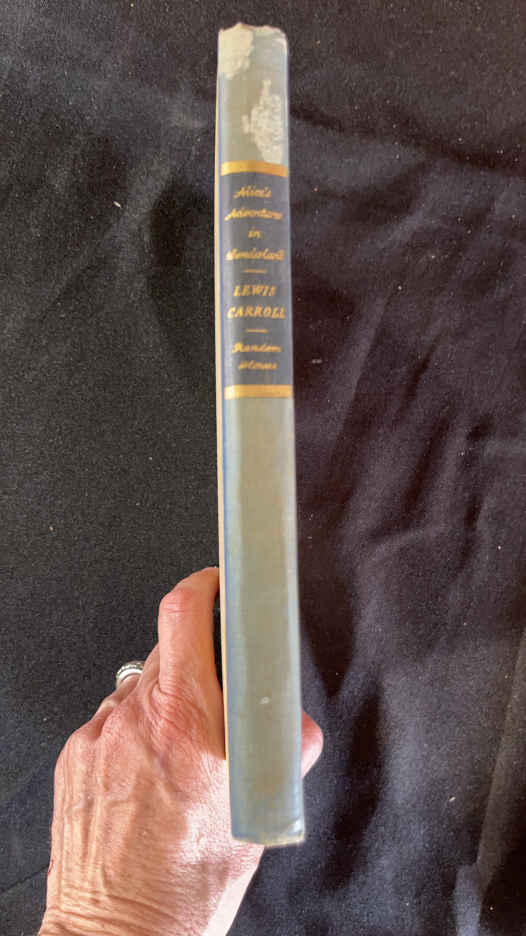 Alice's
Adventures
in
Wonderland
LEWIS
CARROLL
Random
House